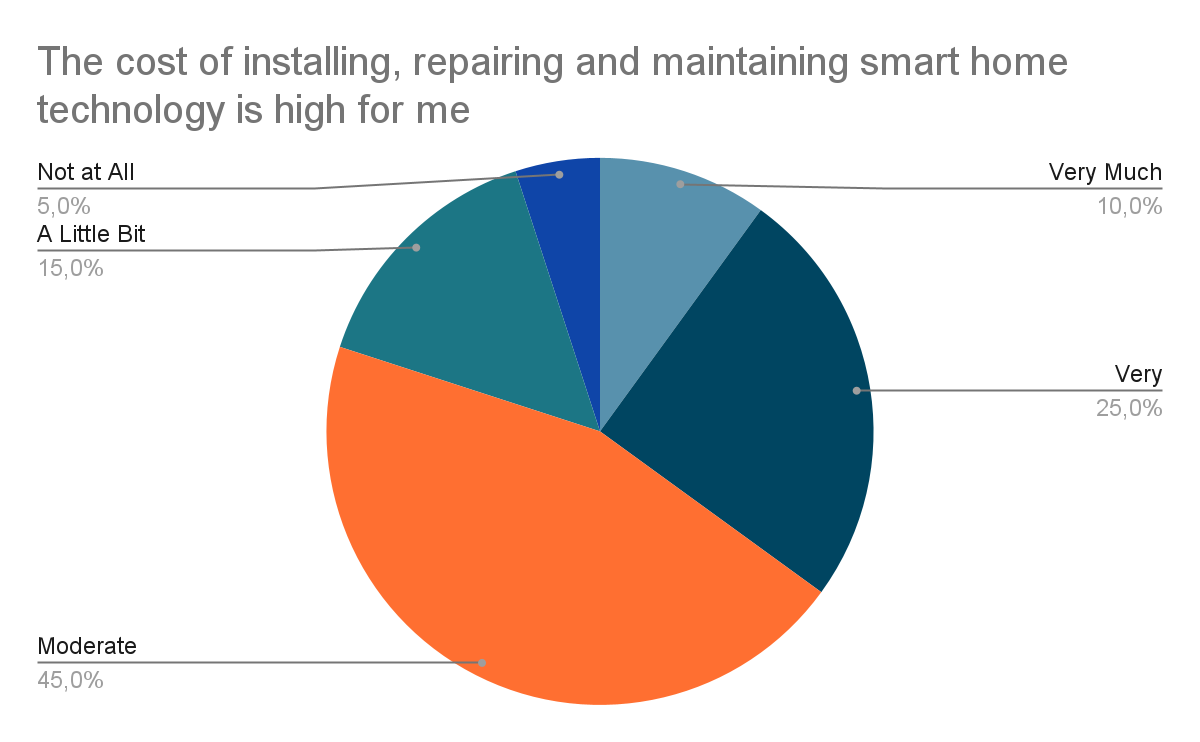 The cost of installing, repairing and maintaining smart home
technology is high for me
Not at All
5,0%
A Little Bit
15,0%
Very Much
10,0%
Very
25,0%
Moderate
45,0%